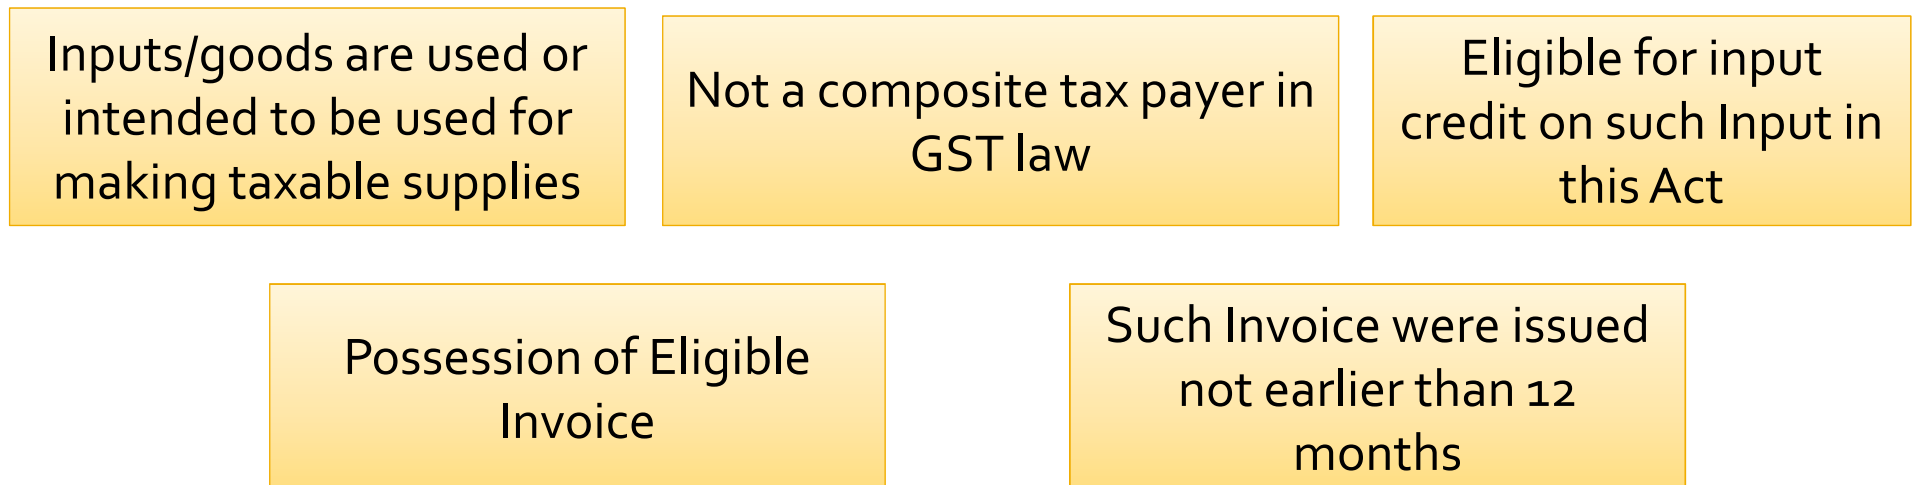 Inputs/goods are used or
intended to be used for
making taxable supplies
Not a composite tax payer in
GST law
Eligible for input
credit on such Input in
this Act
Possession of Eligible
Invoice
Such Invoice were issued
not earlier than 12
months